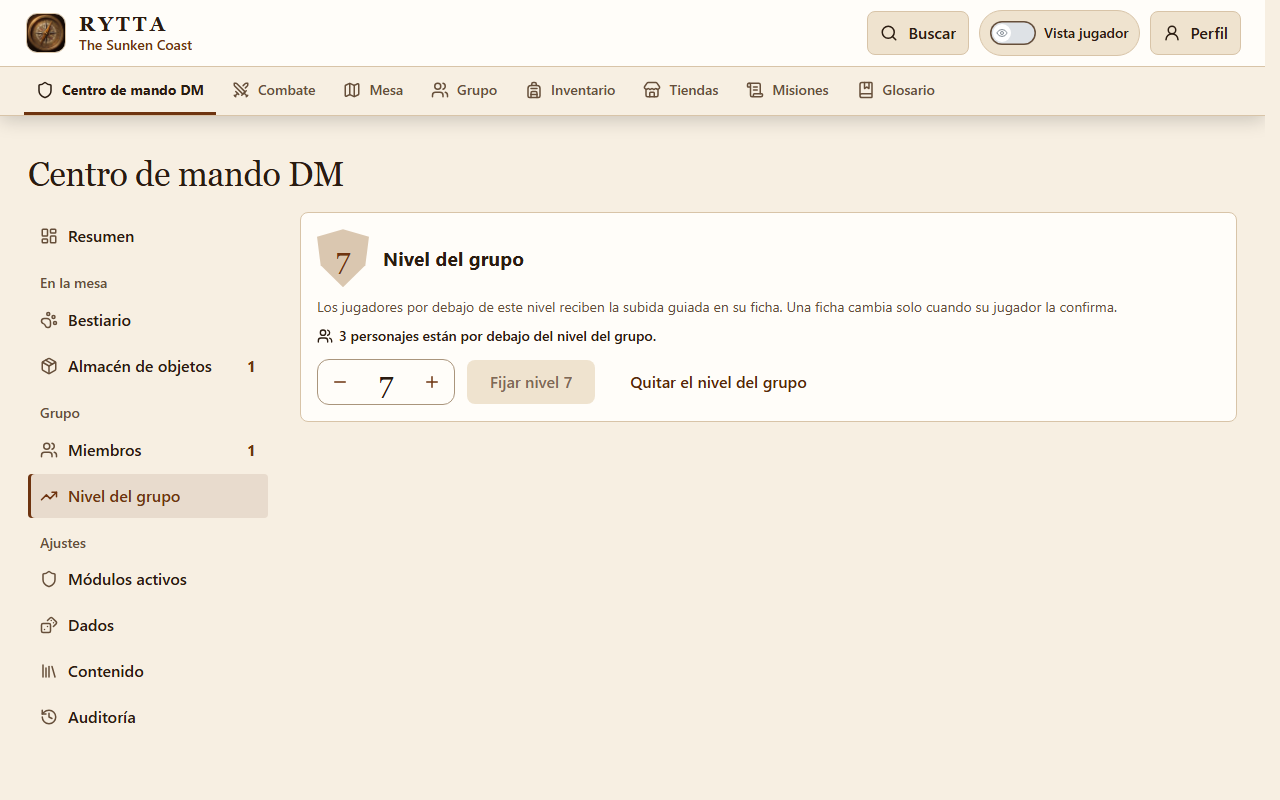 RYTTA
The Sunken Coast
Buscar
Vista jugador
Perfil
Centro de mando DM
Combate
Mesa
Grupo
Inventario
Tiendas
Misiones
Glosario
Centro de mando DM
Resumen
En la mesa
Bestiario
Almacén de objetos 1
Grupo
Miembros 1
Nivel del grupo
Ajustes
Módulos activos
Dados
Contenido
Auditoría
7 Nivel del grupo
Los jugadores por debajo de este nivel reciben la subida guiada en su ficha. Una ficha cambia solo cuando su jugador la confirma.
3 personajes están por debajo del nivel del grupo.
− 7 + Fijar nivel 7 Quitar el nivel del grupo